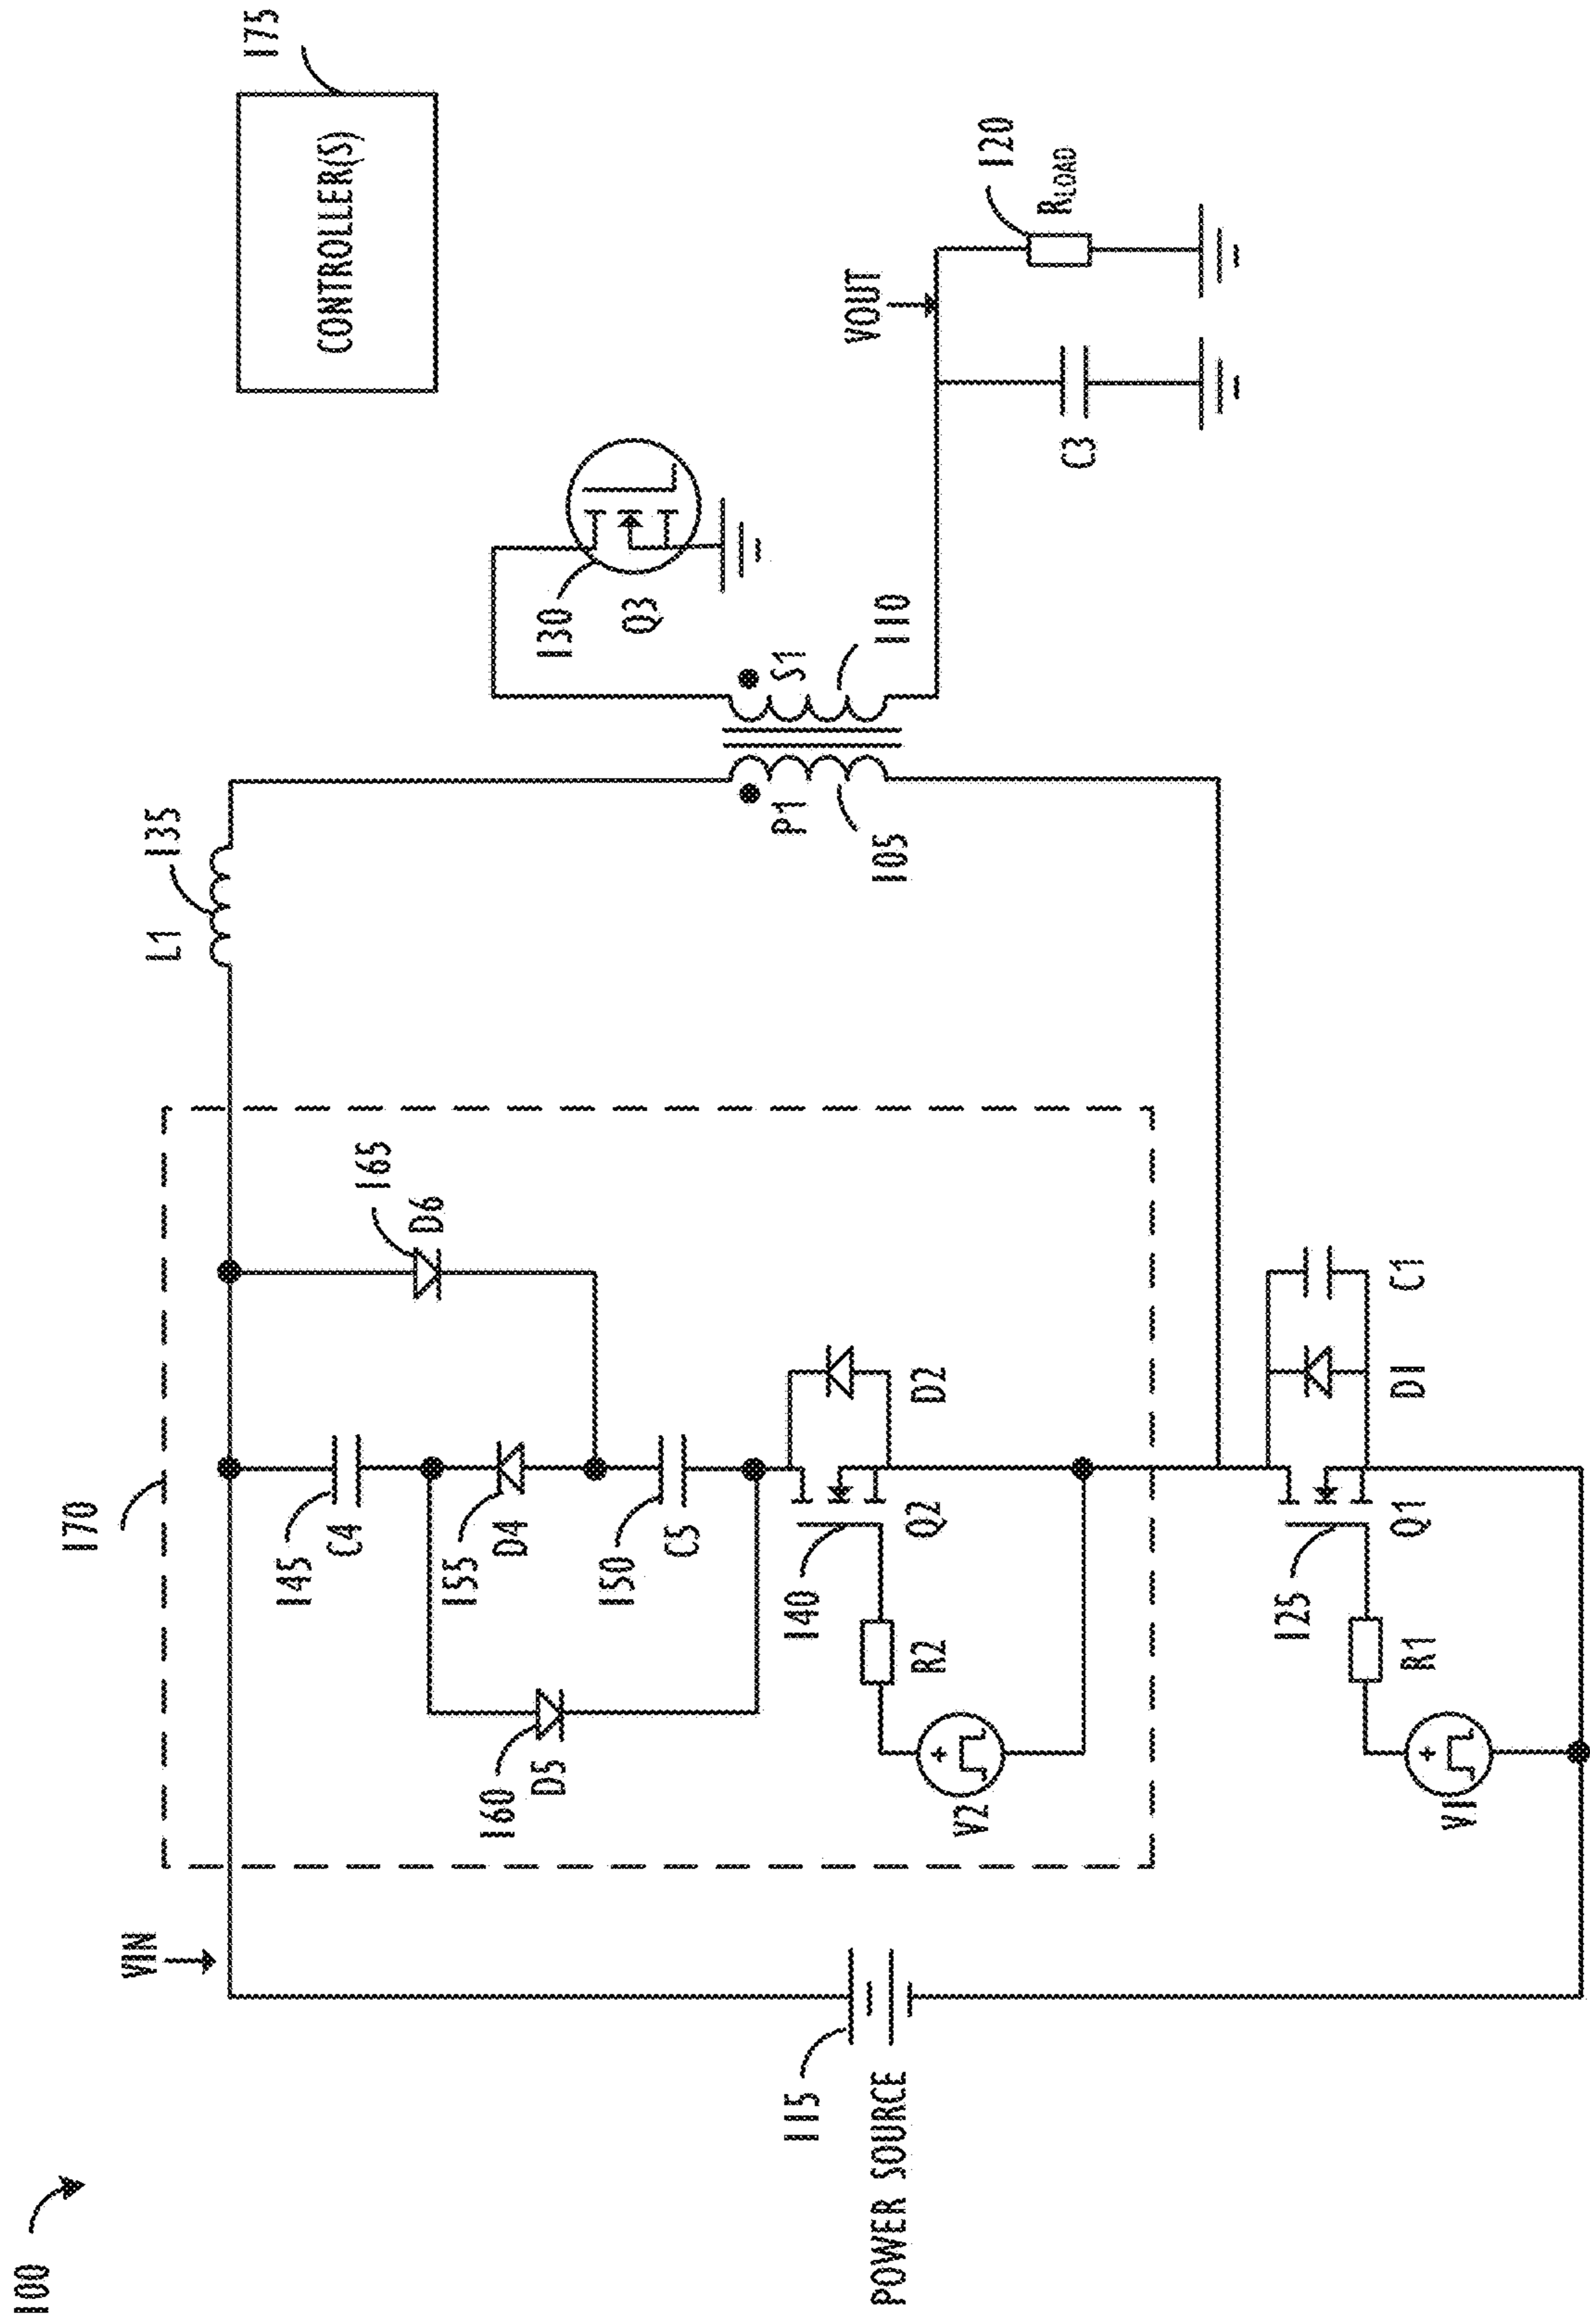 100
115
POWER SOURCE
VIN
170
145
C4
155
D4
160
D5
150
C5
165
D6
140
Q2
D2
R2
V2
125
Q1
D1
C1
R1
V1
L1
135
P1
105
S1
110
130
Q3
VOUT
C3
120
RLOAD
175
CONTROLLER(S)